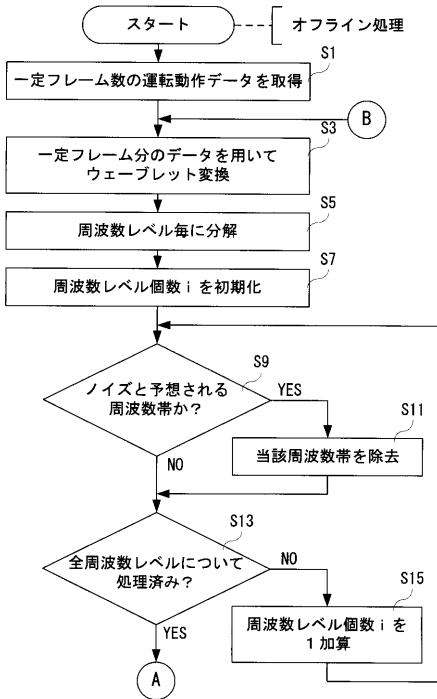 スタート
オフライン処理
S1
一定フレーム数の運転動作データを取得
B
S3
一定フレーム分のデータを用いて
ウェーブレット変換
S5
周波数レベル毎に分解
S7
周波数レベル個数 i を初期化
S9
ノイズと予想される
周波数帯か?
YES
S11
当該周波数帯を除去
NO
S13
全周波数レベルについて
処理済み?
NO
S15
周波数レベル個数 i を
1加算
YES
A